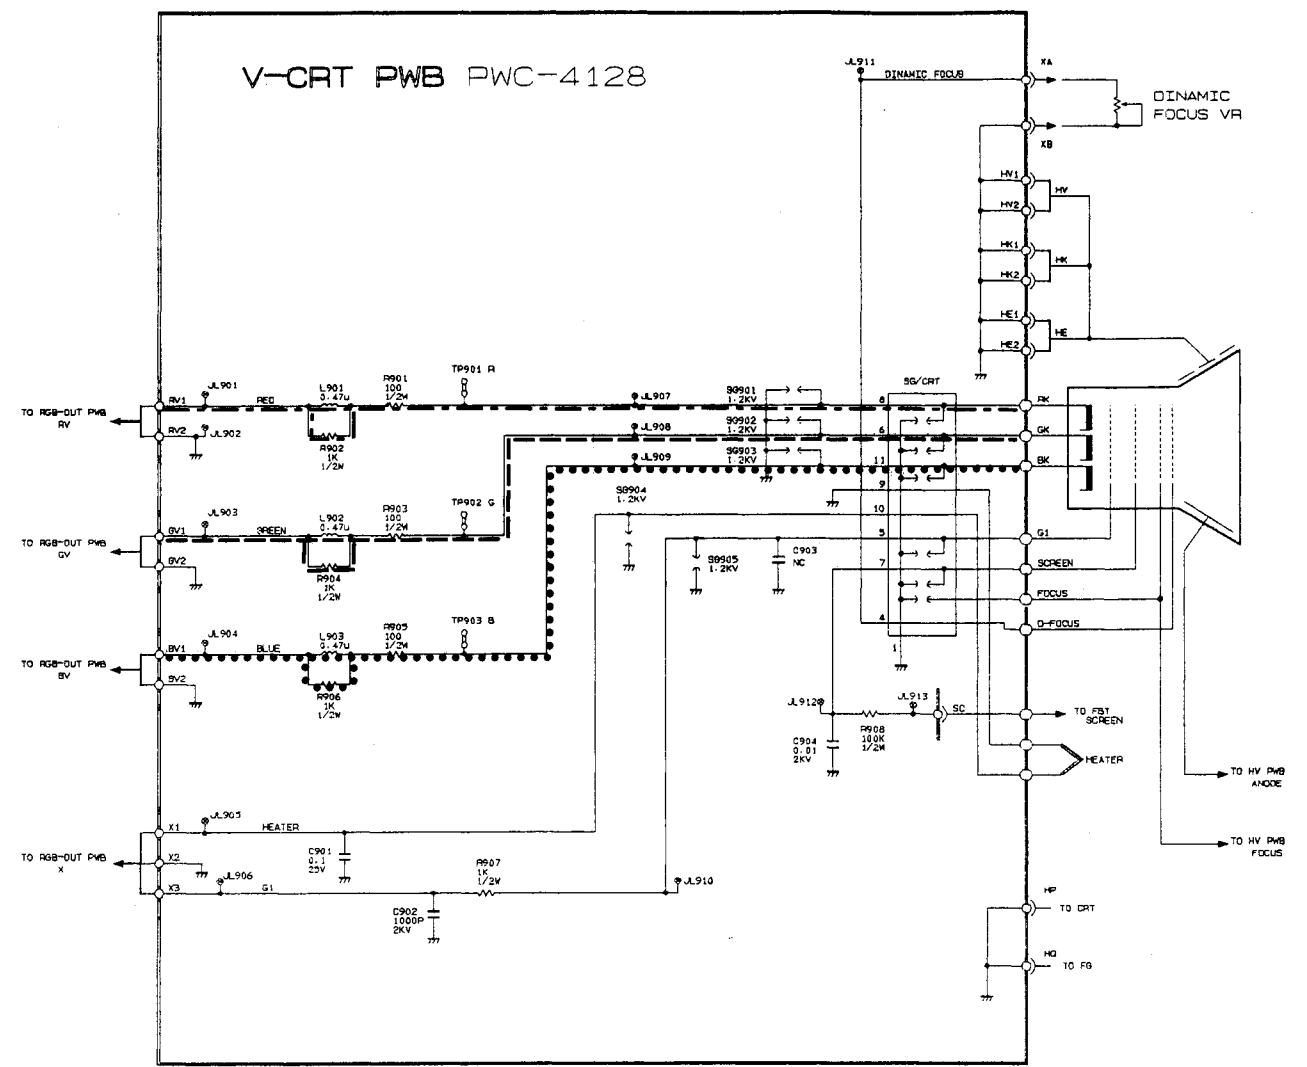 V-CRT PWB PWC-4128
JL911
DINAMIC FOCUS
XA
DINAMIC
FOCUS VR
XB
HV1
HV
HV2
HK1
HK
HK2
HE1
HE
HE2
TO RGB-OUT PWB
RV
RV1
JL901
RED
RV2
JL902
L901
0.47u
R901
100
1/2W
TP901 R
R902
1K
1/2W
JL907
JL908
JL909
SG901
1.2KV
SG902
1.2KV
SG903
1.2KV
SG/CRT
8
6
11
9
10
5
7
4
1
RK
GK
BK
G1
SCREEN
FOCUS
D-FOCUS
TO RGB-OUT PWB
GV
GV1
JL903
GREEN
GV2
L902
0.47u
R903
100
1/2W
TP902 G
R904
1K
1/2W
SG904
1.2KV
SG905
1.2KV
C903
NC
TO RGB-OUT PWB
BV
BV1
JL904
BLUE
BV2
L903
0.47u
R905
100
1/2W
TP903 B
R906
1K
1/2W
JL912
JL913
SC
C904
0.01
2KV
R908
100K
1/2W
TO FBT
SCREEN
HEATER
TO HV PWB
ANODE
TO HV PWB
FOCUS
TO RGB-OUT PWB
X
X1
JL905
HEATER
X2
X3
JL906
G1
C901
0.1
25V
C902
1000P
2KV
R907
1K
1/2W
JL910
HP
TO CRT
HQ
TO FG